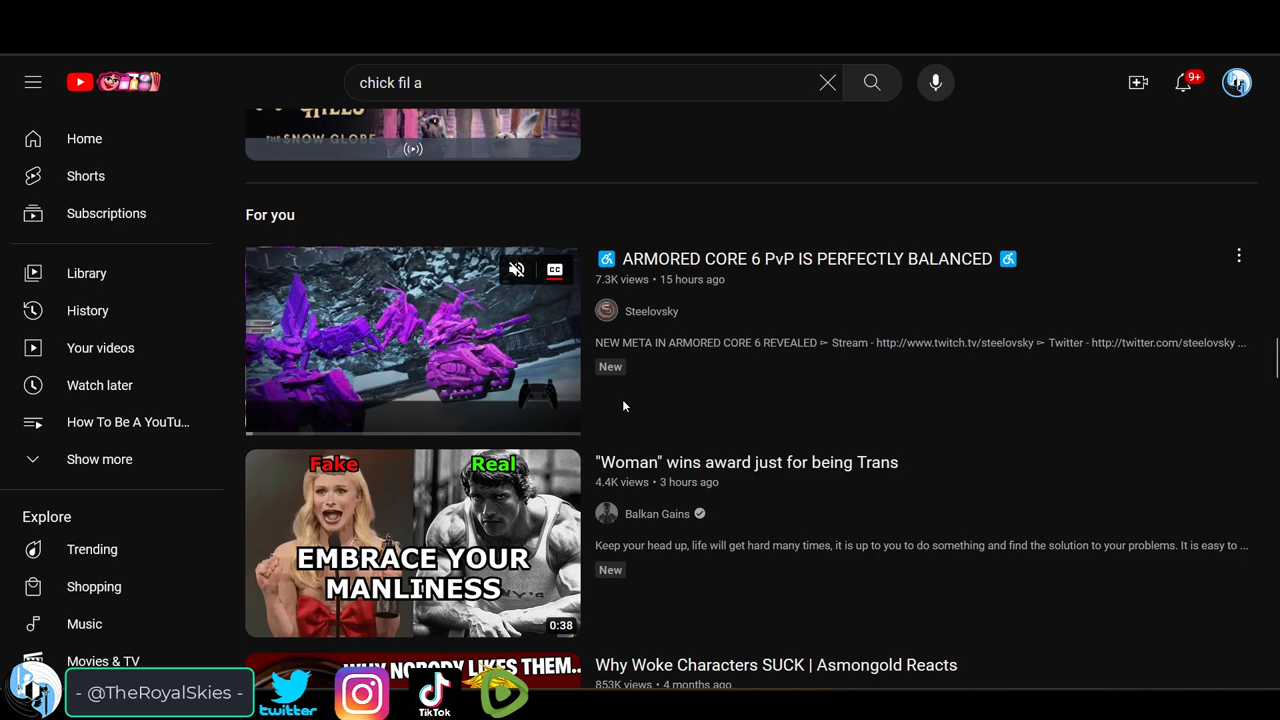 chick fil a
9+
Home
THE SNOW GLOBE
Shorts
Subscriptions
For you
CC
ARMORED CORE 6 PvP IS PERFECTLY BALANCED
7.3K views • 15 hours ago
Library
History
Steelovsky
Your videos
NEW META IN ARMORED CORE 6 REVEALED ► Stream - http://www.twitch.tv/steelovsky ► Twitter - http://twitter.com/steelovsky ...
New
Watch later
How To Be A YouTu...
Show more
Fake
Real
EMBRACE YOUR
MANLINESS
0:38
"Woman" wins award just for being Trans
4.4K views • 3 hours ago
Balkan Gains
Keep your head up, life will get hard many times, it is up to you to do something and find the solution to your problems. It is easy to ...
New
Explore
Trending
Shopping
Music
Movies & TV
WHY NOBODY LIKES THEM..
Why Woke Characters SUCK | Asmongold Reacts
853K views • 4 months ago
- @TheRoyalSkies -
twitter
TikTok